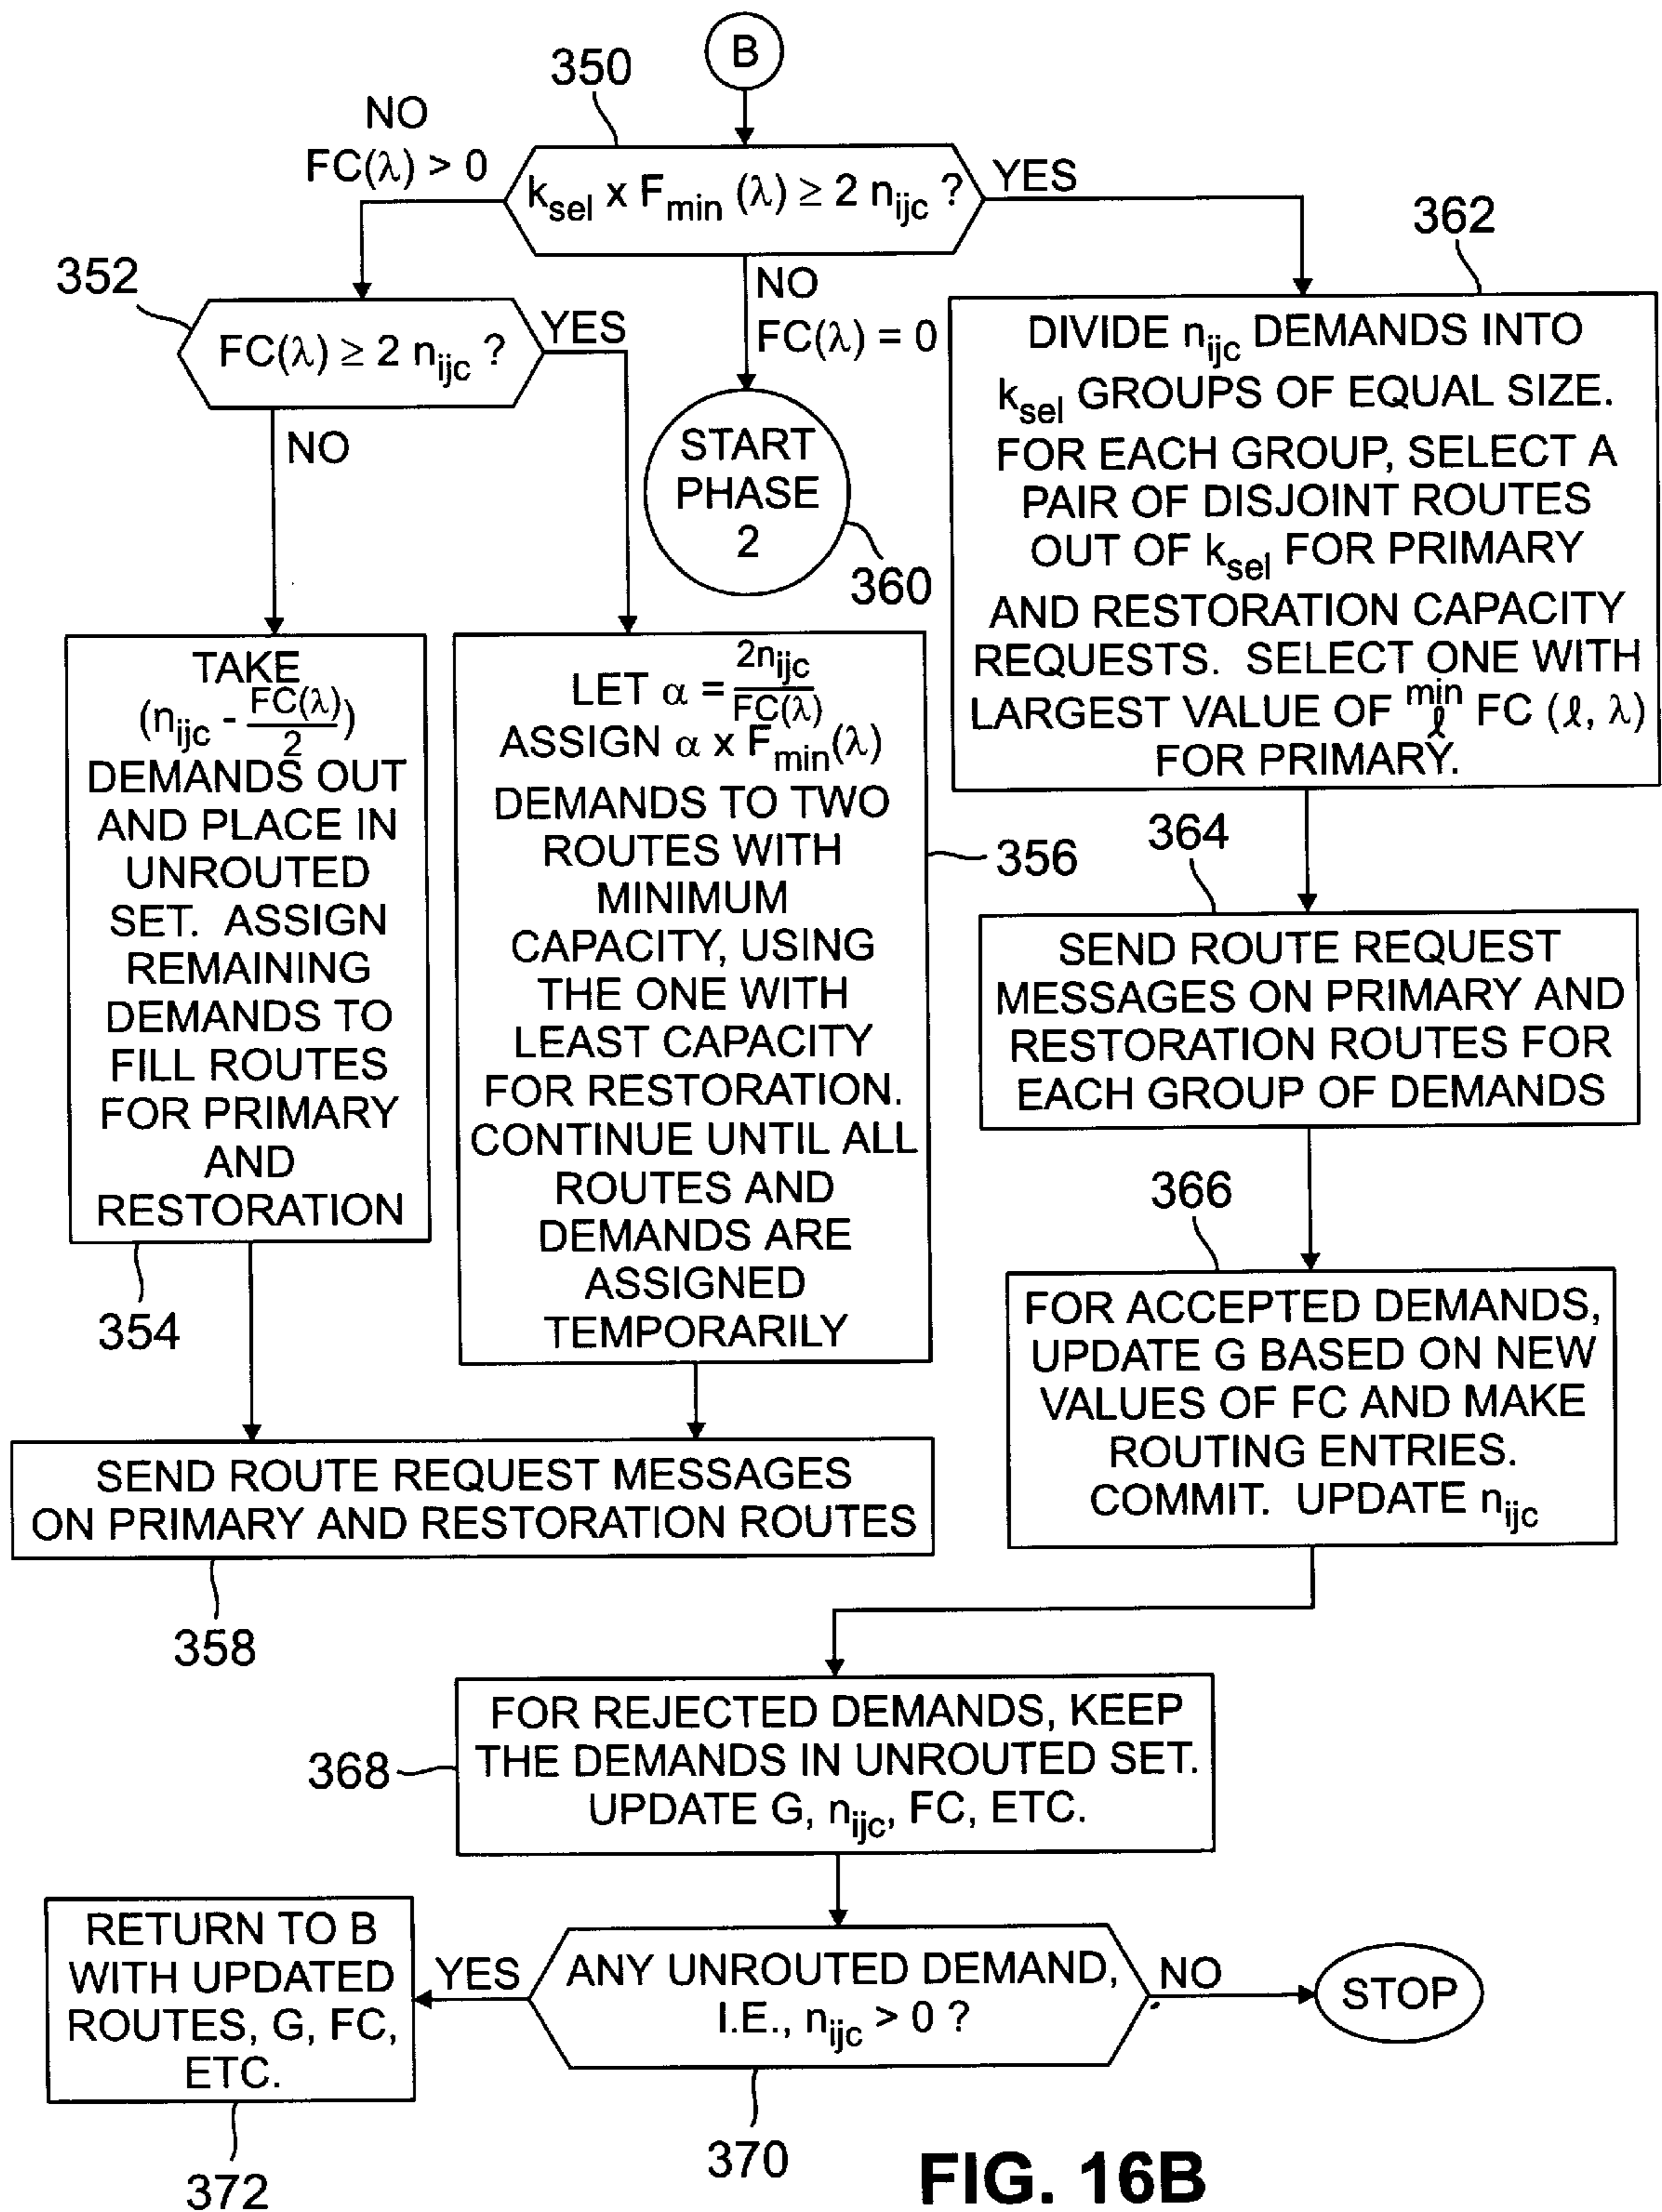 B
350
NO
FC(λ) > 0
k_sel x F_min (λ) ≥ 2 n_ijc ?
YES
362
352
FC(λ) ≥ 2 n_ijc ?
YES
NO
NO
FC(λ) = 0
START
PHASE
2
360
DIVIDE n_ijc DEMANDS INTO
k_sel GROUPS OF EQUAL SIZE.
FOR EACH GROUP, SELECT A
PAIR OF DISJOINT ROUTES
OUT OF k_sel FOR PRIMARY
AND RESTORATION CAPACITY
REQUESTS. SELECT ONE WITH
LARGEST VALUE OF min_ℓ FC (ℓ, λ)
FOR PRIMARY.
TAKE
(n_ijc - FC(λ)/2)
DEMANDS OUT
AND PLACE IN
UNROUTED
SET. ASSIGN
REMAINING
DEMANDS TO
FILL ROUTES
FOR PRIMARY
AND
RESTORATION
354
LET α = 2n_ijc/FC(λ)
ASSIGN α x F_min(λ)
DEMANDS TO TWO
ROUTES WITH
MINIMUM
CAPACITY, USING
THE ONE WITH
LEAST CAPACITY
FOR RESTORATION.
CONTINUE UNTIL ALL
ROUTES AND
DEMANDS ARE
ASSIGNED
TEMPORARILY
356
364
SEND ROUTE REQUEST
MESSAGES ON PRIMARY AND
RESTORATION ROUTES FOR
EACH GROUP OF DEMANDS
366
FOR ACCEPTED DEMANDS,
UPDATE G BASED ON NEW
VALUES OF FC AND MAKE
ROUTING ENTRIES.
COMMIT. UPDATE n_ijc
SEND ROUTE REQUEST MESSAGES
ON PRIMARY AND RESTORATION ROUTES
358
FOR REJECTED DEMANDS, KEEP
THE DEMANDS IN UNROUTED SET.
UPDATE G, n_ijc, FC, ETC.
368
ANY UNROUTED DEMAND,
I.E., n_ijc > 0 ?
YES
NO
STOP
370
RETURN TO B
WITH UPDATED
ROUTES, G, FC,
ETC.
372
FIG. 16B